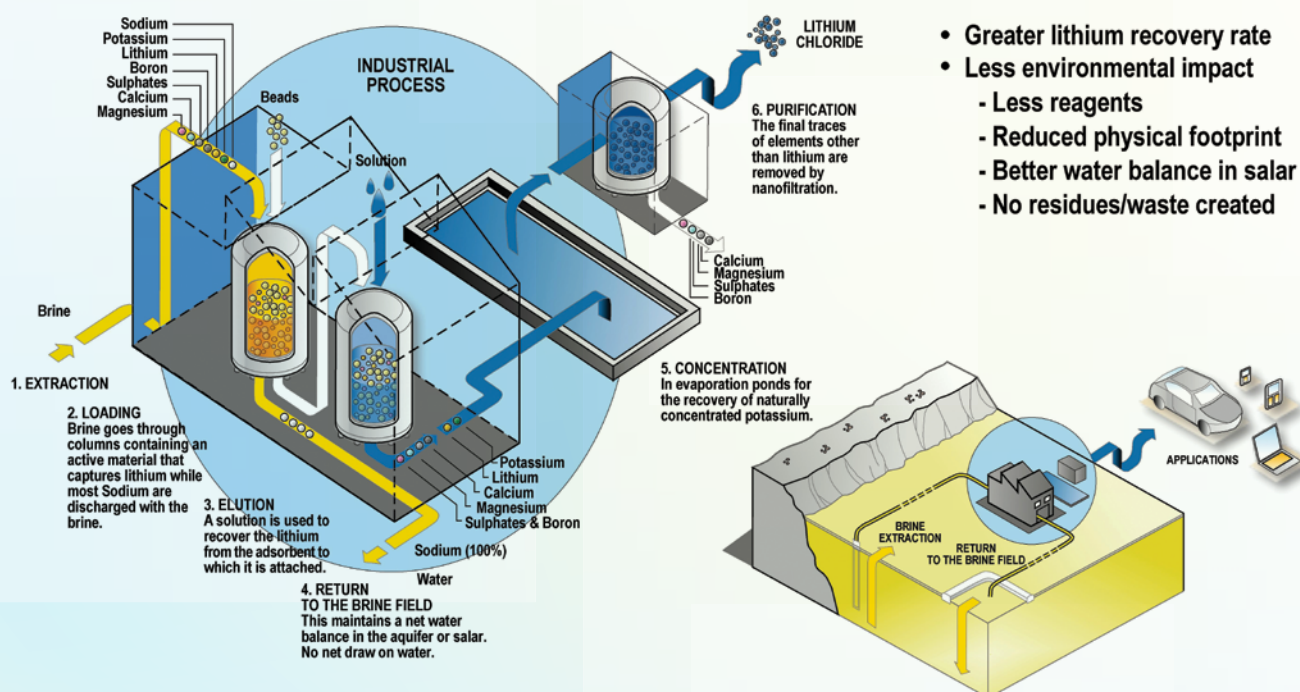 Sodium
Potassium
Lithium
Boron
Sulphates
Calcium
Magnesium
Beads
INDUSTRIAL
PROCESS
Solution
Brine
1. EXTRACTION
2. LOADING
Brine goes through
columns containing an
active material that
captures lithium while
most Sodium are
discharged with the
brine.
3. ELUTION
A solution is used to
recover the lithium
from the adsorbent to
which it is attached.
Potassium
Lithium
Calcium
Magnesium
Sulphates & Boron
Sodium (100%)
Water
4. RETURN
TO THE BRINE FIELD
This maintains a net water
balance in the aquifer or salar.
No net draw on water.
5. CONCENTRATION
In evaporation ponds for
the recovery of naturally
concentrated potassium.
LITHIUM
CHLORIDE
6. PURIFICATION
The final traces
of elements other
than lithium are
removed by
nanofiltration.
Calcium
Magnesium
Sulphates
Boron
• Greater lithium recovery rate
• Less environmental impact
- Less reagents
- Reduced physical footprint
- Better water balance in salar
- No residues/waste created
APPLICATIONS
BRINE
EXTRACTION
RETURN
TO THE BRINE FIELD